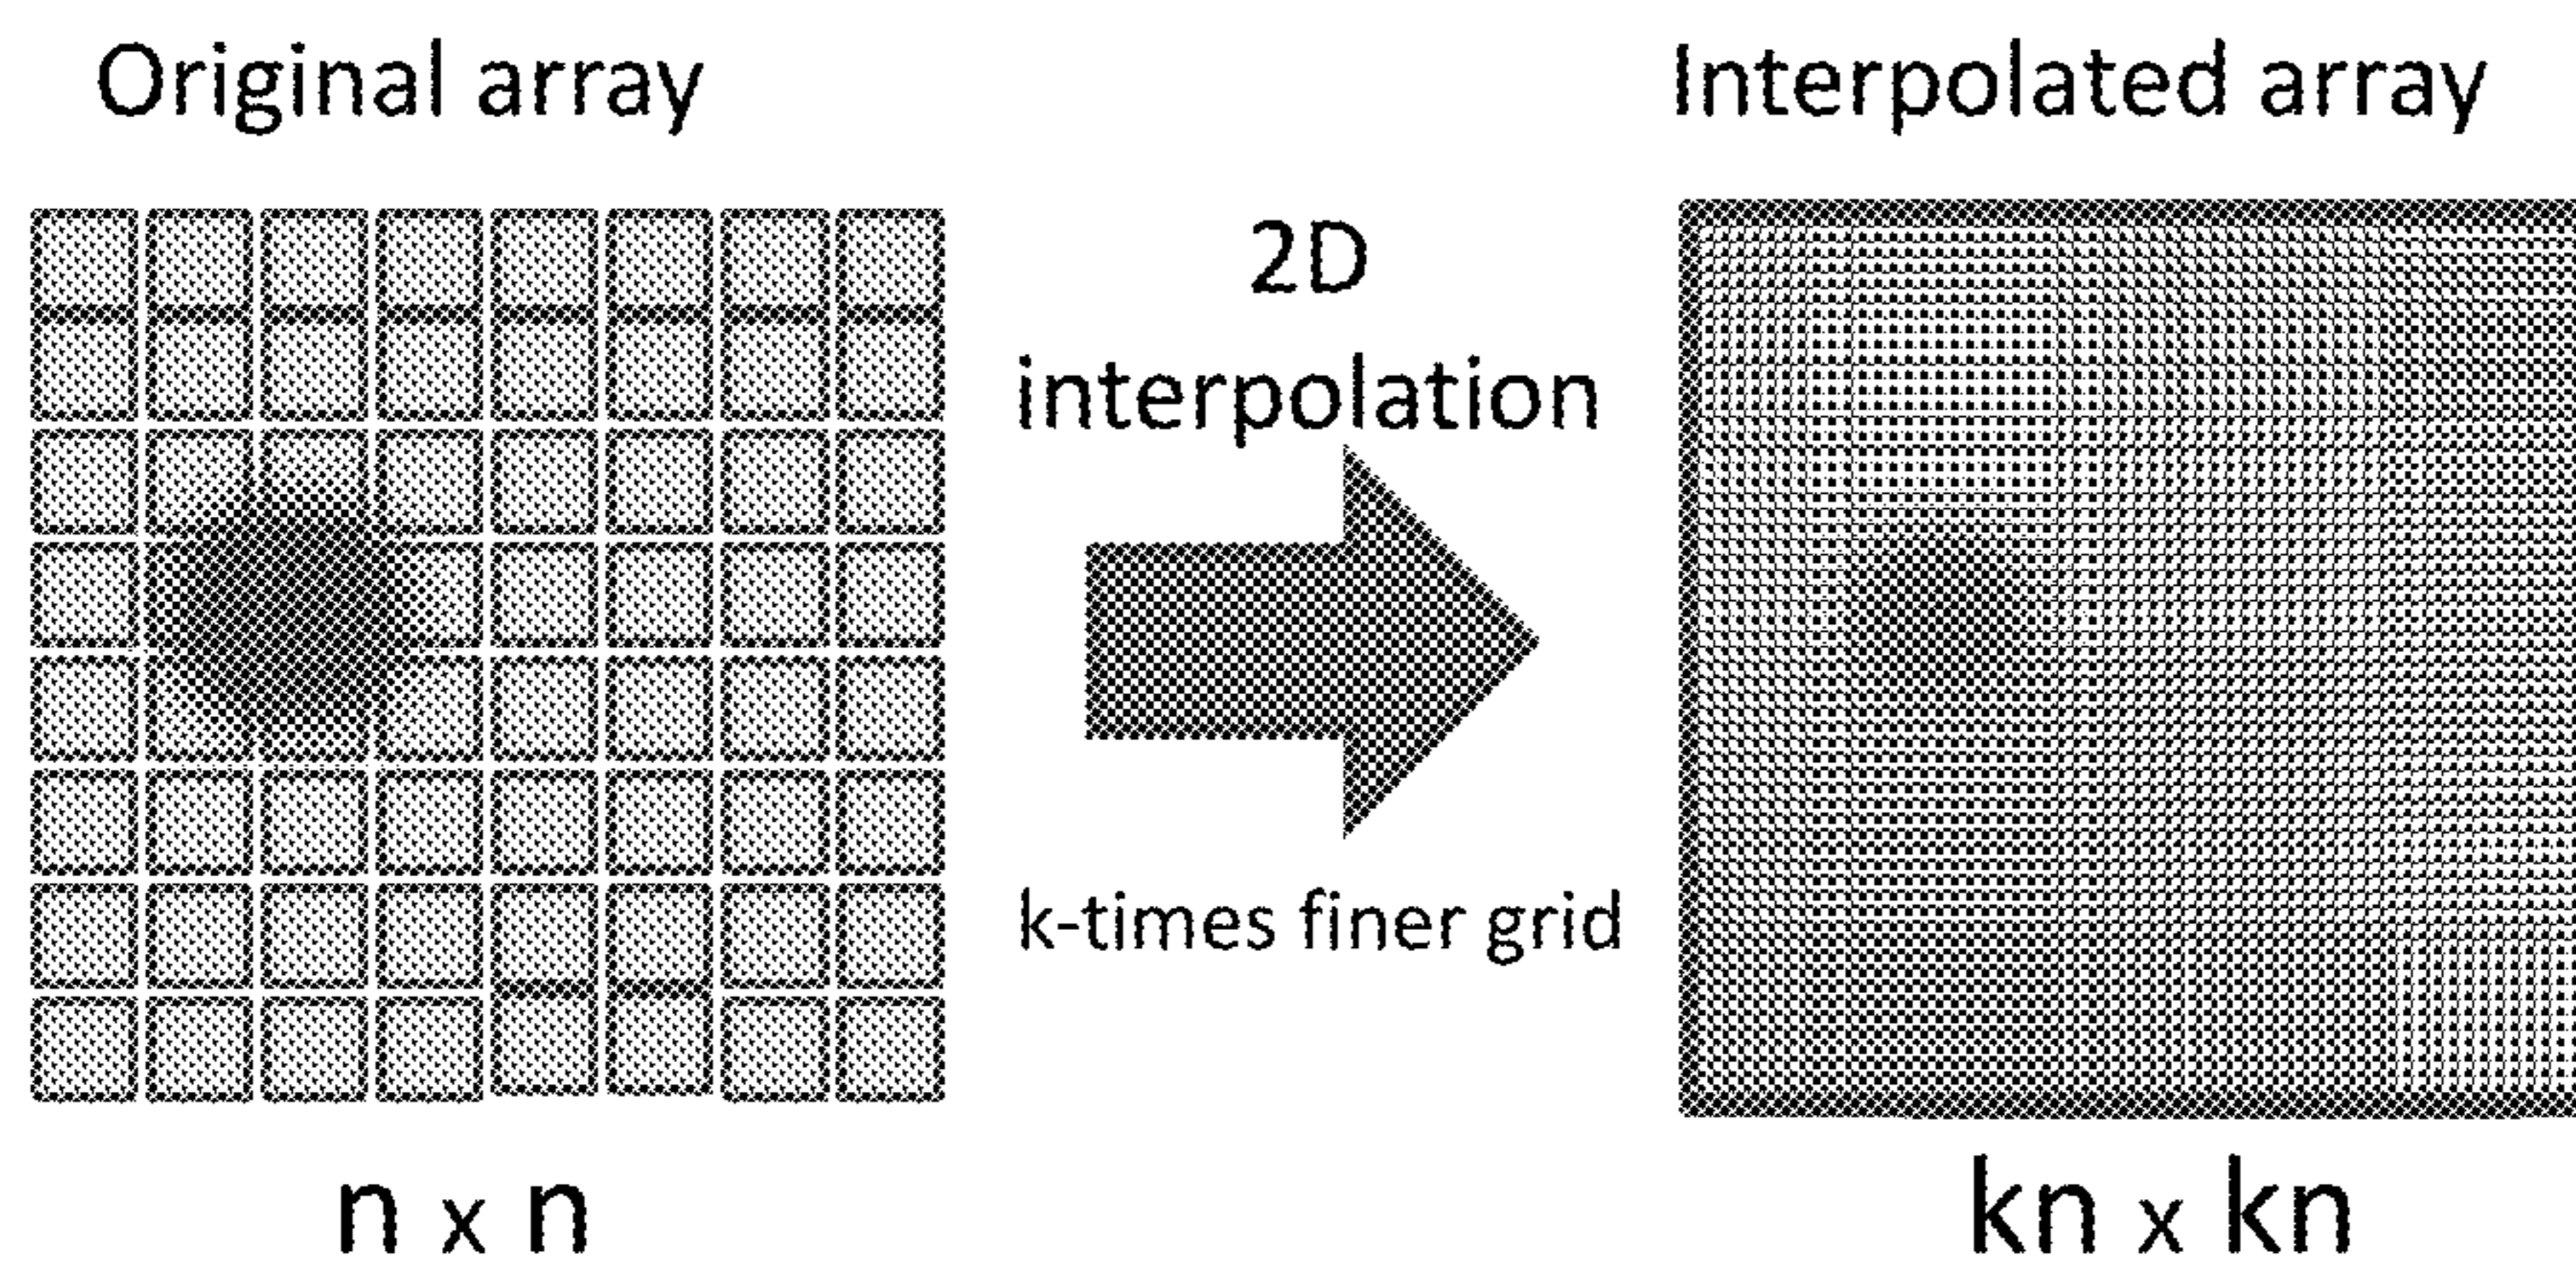 Original array
Interpolated array
2D
interpolation
k-times finer grid
n x n
kn x kn